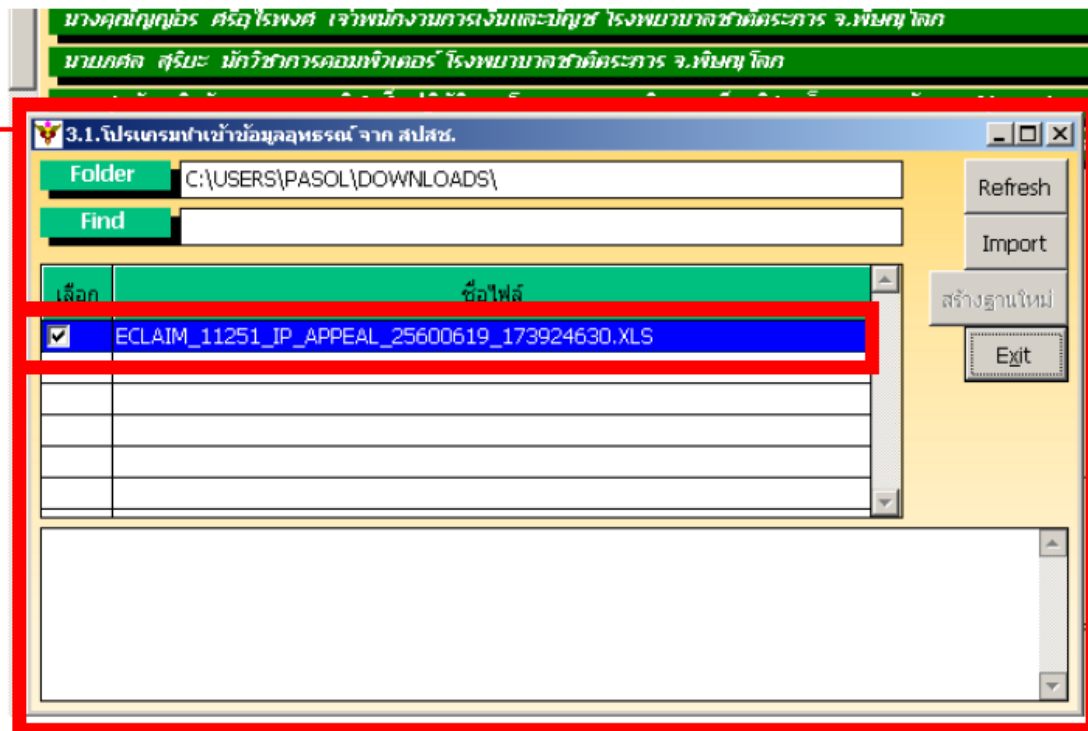 นางคุณัญญ์อร ศรีอุไรพงศ์ เจ้าพนักงานการเงินและบัญชี โรงพยาบาลชาติตระการ จ.พิษณุโลก
นายภศล สุริยะ นักวิชาการคอมพิวเตอร์ โรงพยาบาลชาติตระการ จ.พิษณุโลก
3.1.โปรแกรมนำเข้าข้อมูลอุทธรณ์ จาก สปสช.
Folder C:\USERS\PASOL\DOWNLOADS\
Refresh
Find
Import
เลือก ชื่อไฟล์
สร้างฐานใหม่
ECLAIM_11251_IP_APPEAL_25600619_173924630.XLS
Exit